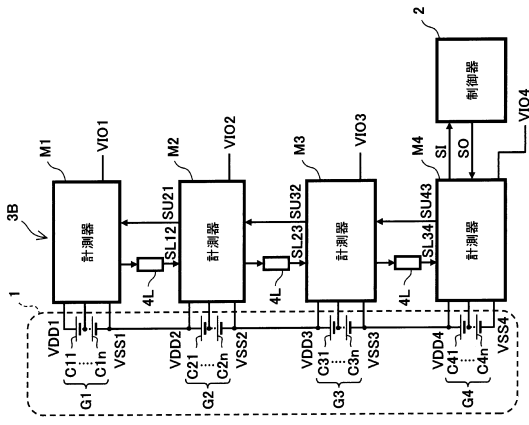 3B
1
M1
計測器
VIO1
VDD1
C11
C1n
VSS1
G1
SL12
SU21
4L
M2
計測器
VIO2
VDD2
C21
C2n
VSS2
G2
SL23
SU32
4L
M3
計測器
VIO3
VDD3
C31
C3n
VSS3
G3
SL34
SU43
4L
M4
計測器
VIO4
VDD4
C41
C4n
VSS4
G4
SI
SO
2
制御器